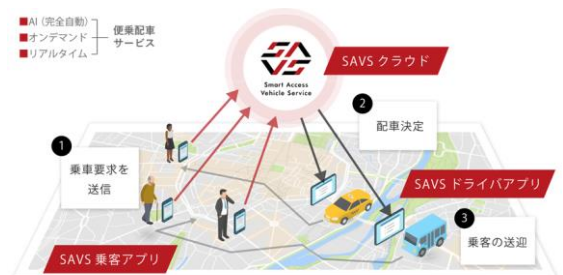 ■AI（完全自動）
■オンデマンド
■リアルタイム
便乗配車
サービス
SAVS
Smart Access
Vehicle Service
SAVS クラウド
2
配車決定
1
乗車要求を
送信
SAVS ドライバアプリ
3
乗客の送迎
SAVS 乗客アプリ